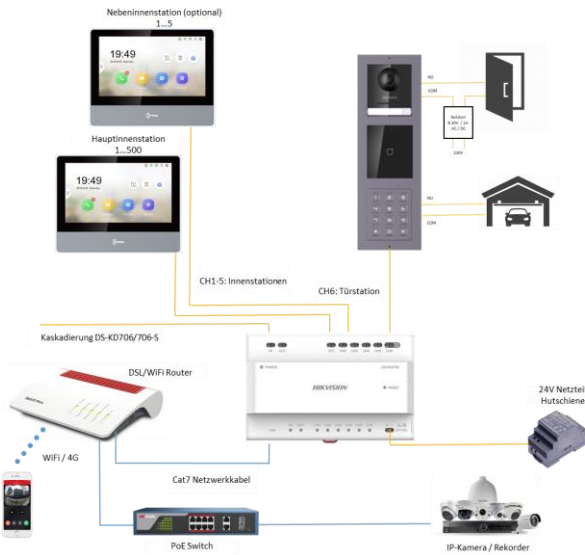 Nebeninnenstation (optional)
1...5
19:49
Hauptinnenstation
1...500
19:49
NO
COM
Netzteil
230V
NO
COM
CH1-5: Innenstationen
CH6: Türstation
Kaskadierung DS-KD706/706-S
DSL/WiFi Router
HIKVISION
24V Netzteil
Hutschiene
WiFi / 4G
Cat7 Netzwerkkabel
PoE Switch
IP-Kamera / Rekorder